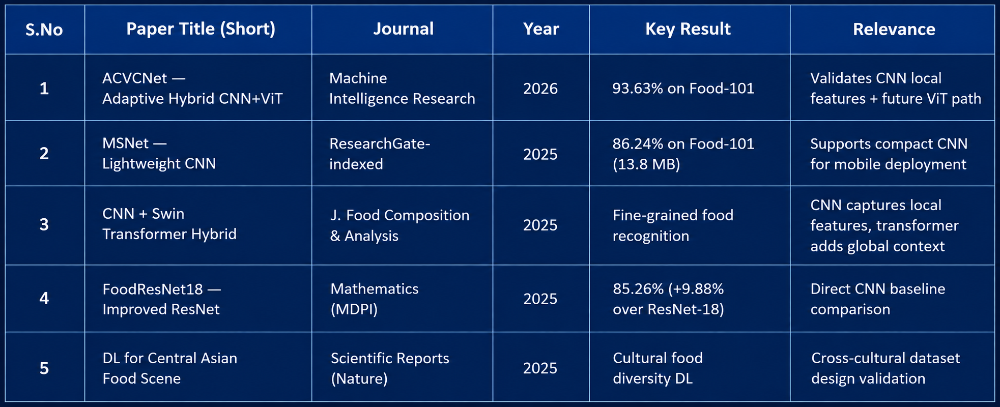 S.No
Paper Title (Short)
Journal
Year
Key Result
Relevance
1
ACVCNet —
Adaptive Hybrid CNN+ViT
Machine
Intelligence Research
2026
93.63% on Food-101
Validates CNN local
features + future ViT path
2
MSNet —
Lightweight CNN
ResearchGate-
indexed
2025
86.24% on Food-101
(13.8 MB)
Supports compact CNN
for mobile deployment
3
CNN + Swin
Transformer Hybrid
J. Food Composition
& Analysis
2025
Fine-grained food
recognition
CNN captures local
features, transformer
adds global context
4
FoodResNet18 —
Improved ResNet
Mathematics
(MDPI)
2025
85.26% (+9.88%
over ResNet-18)
Direct CNN baseline
comparison
5
DL for Central Asian
Food Scene
Scientific Reports
(Nature)
2025
Cultural food
diversity DL
Cross-cultural dataset
design validation